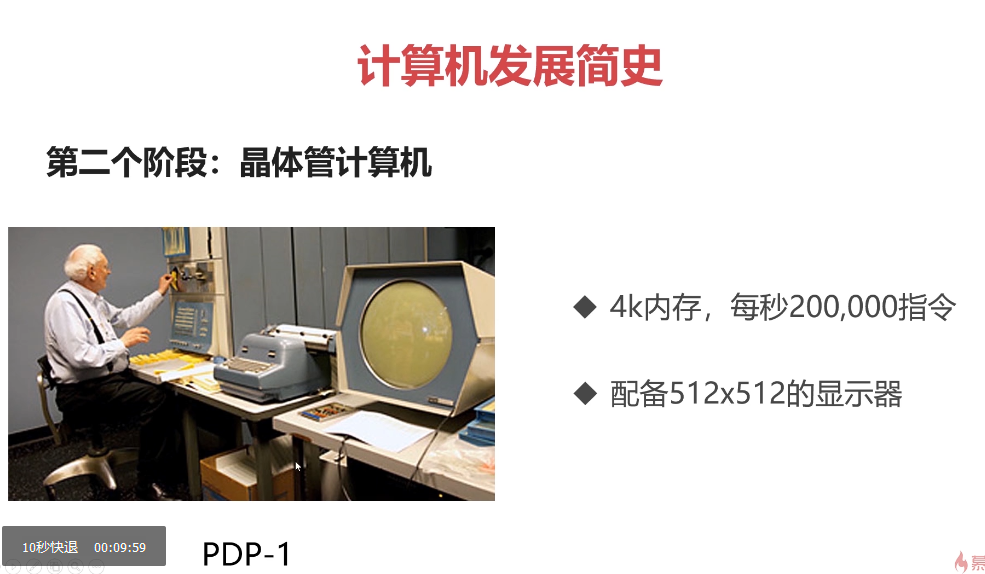 计算机发展简史
第二个阶段：晶体管计算机
◆ 4k内存，每秒200,000指令
◆ 配备512x512的显示器
10秒快退 00:09:59
PDP-1
慕